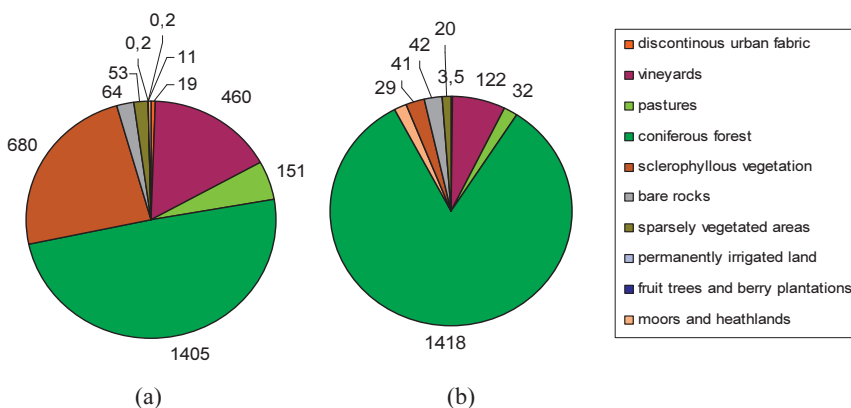 0,2
0,2
11
53
19
64
460
680
151
1405
(a)
20
42
3,5
41
122
29
32
1418
(b)
discontinous urban fabric
vineyards
pastures
coniferous forest
sclerophyllous vegetation
bare rocks
sparsely vegetated areas
permanently irrigated land
fruit trees and berry plantations
moors and heathlands